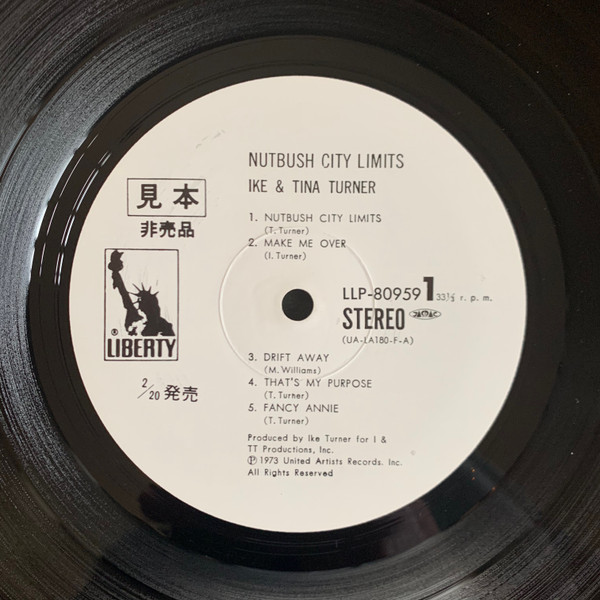 NUTBUSH CITY LIMITS
IKE & TINA TURNER
見本
非売品
1. NUTBUSH CITY LIMITS
(T. Turner)
2. MAKE ME OVER
(I. Turner)
LLP-80959 1 33⅓ r. p. m.
STEREO
(UA-LA180-F-A)
® LIBERTY
2/20 発売
3. DRIFT AWAY
(M. Williams)
4. THAT'S MY PURPOSE
(T. Turner)
5. FANCY ANNIE
(T. Turner)
Produced by Ike Turner for I &
TT Productions, Inc.
℗ 1973 United Artists Records. Inc.
All Rights Reserved